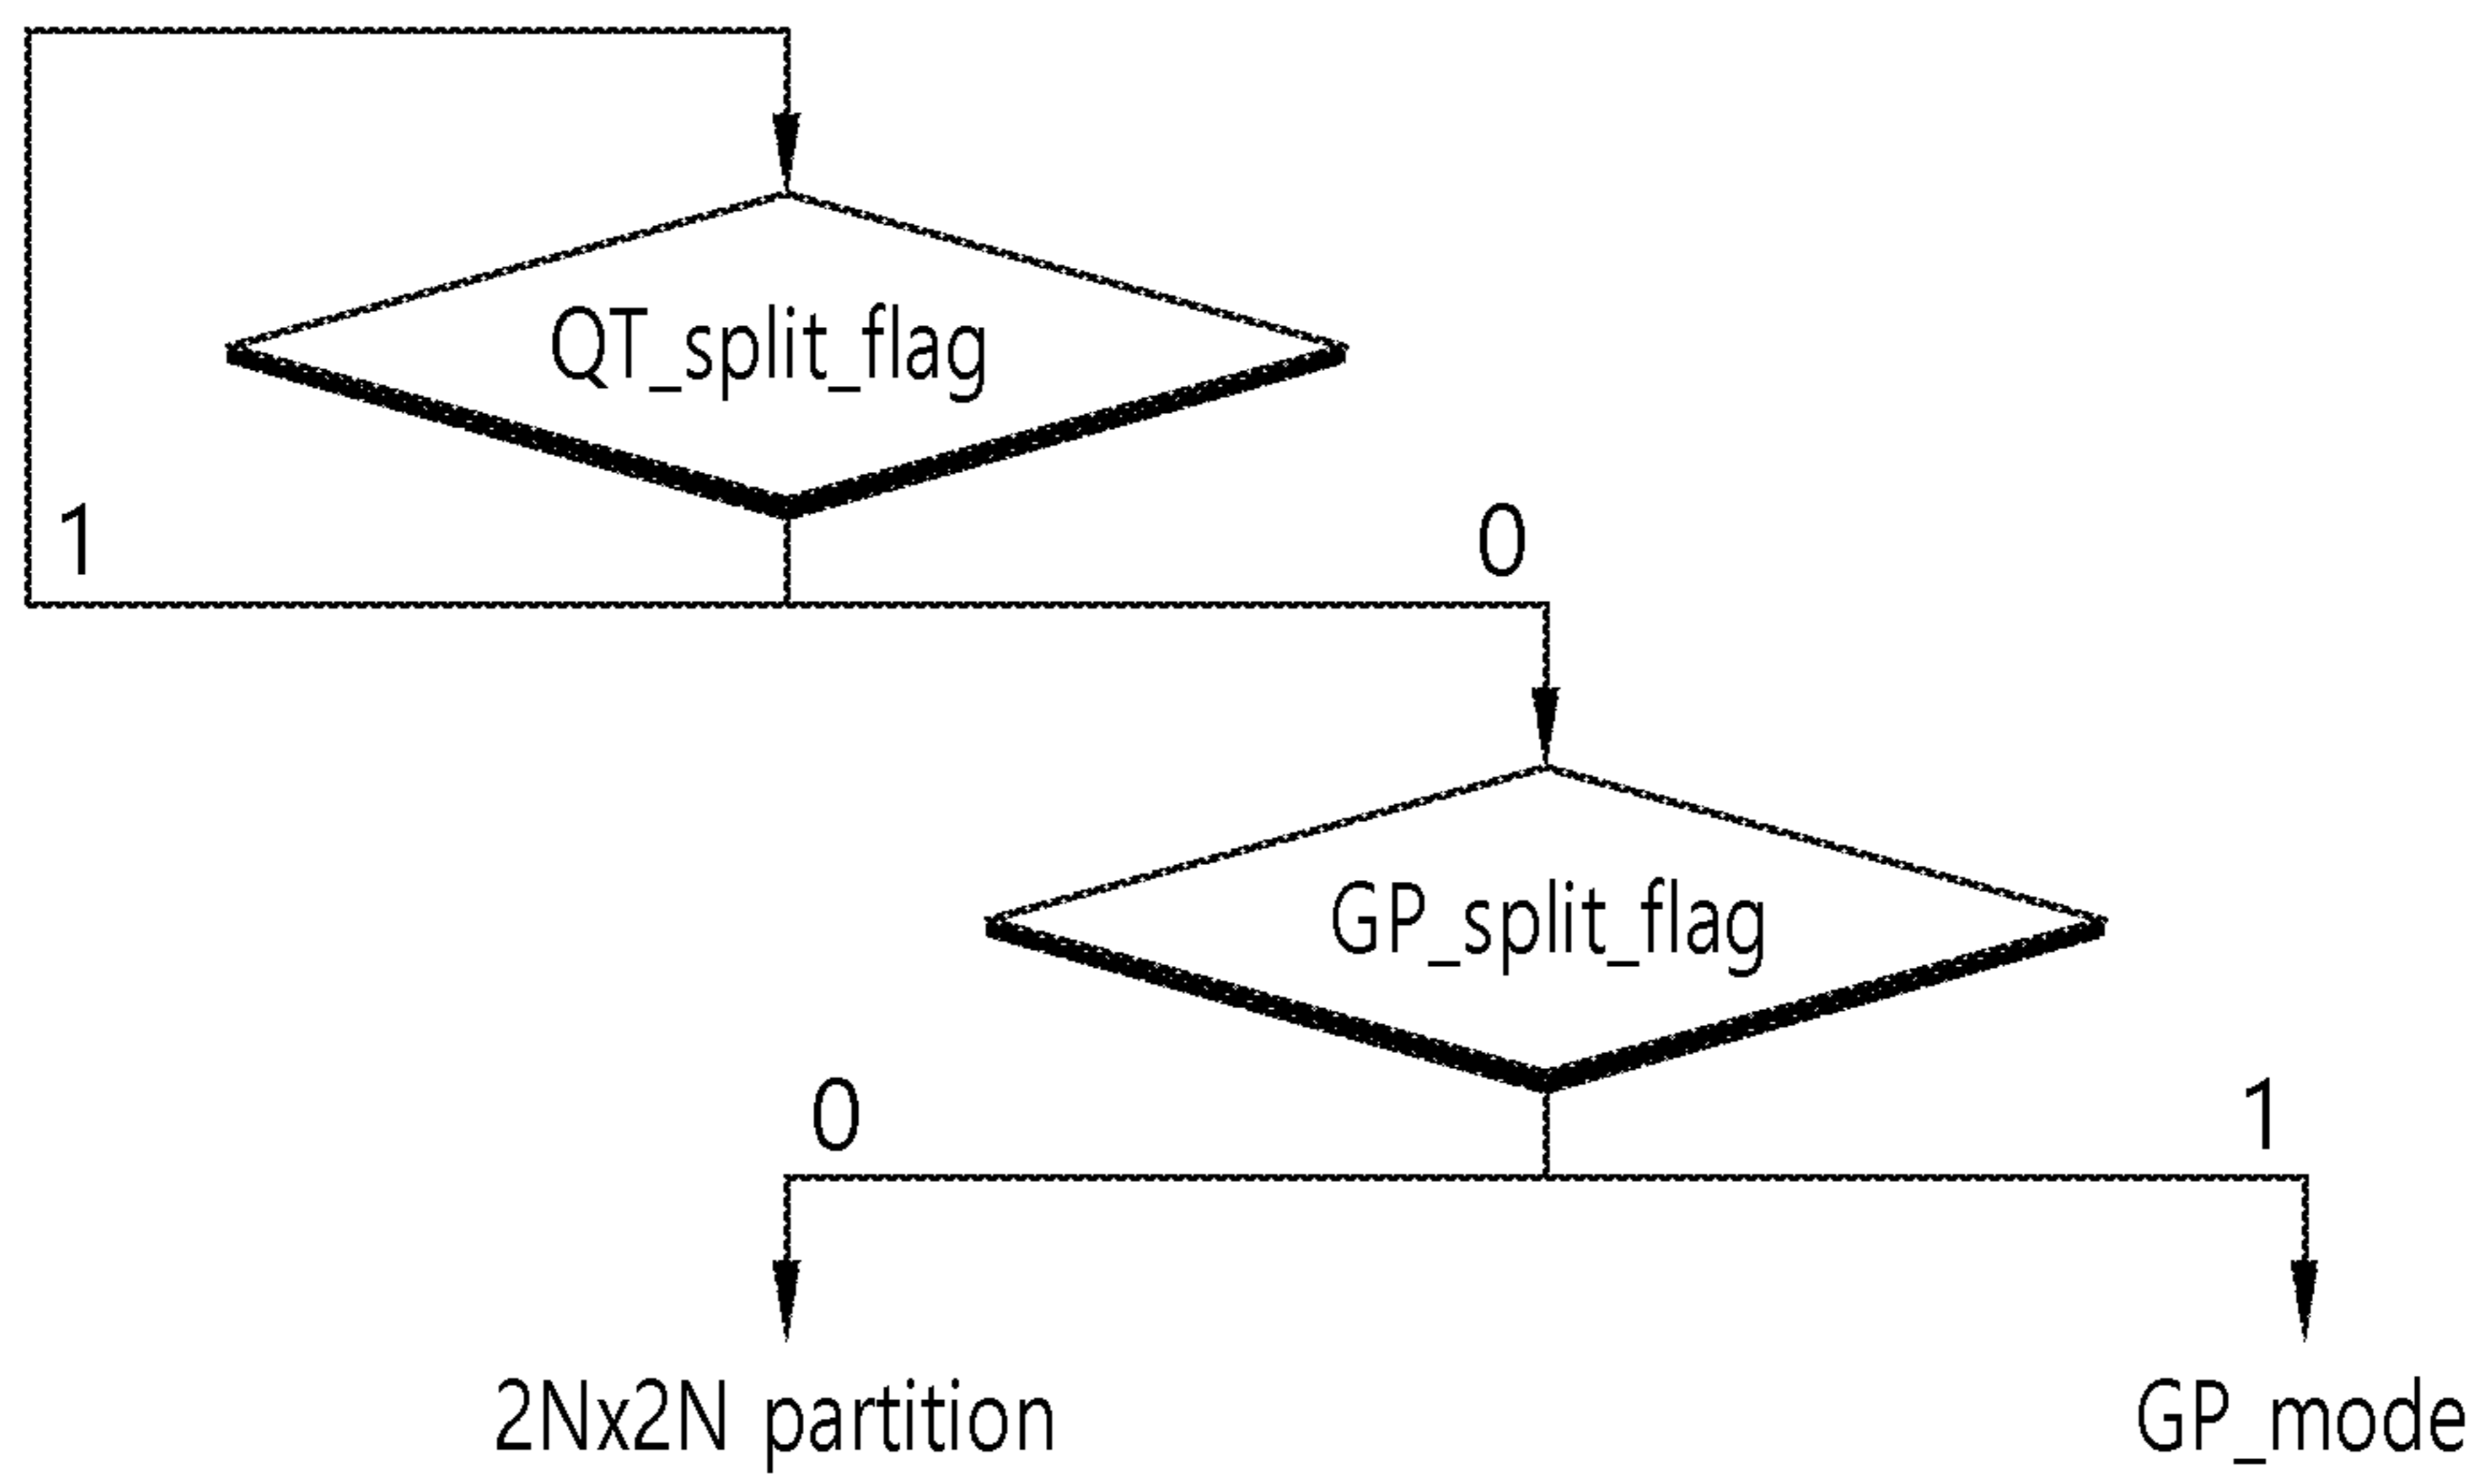 QT_split_flag
1
0
GP_split_flag
0
1
2Nx2N partition
GP_mode